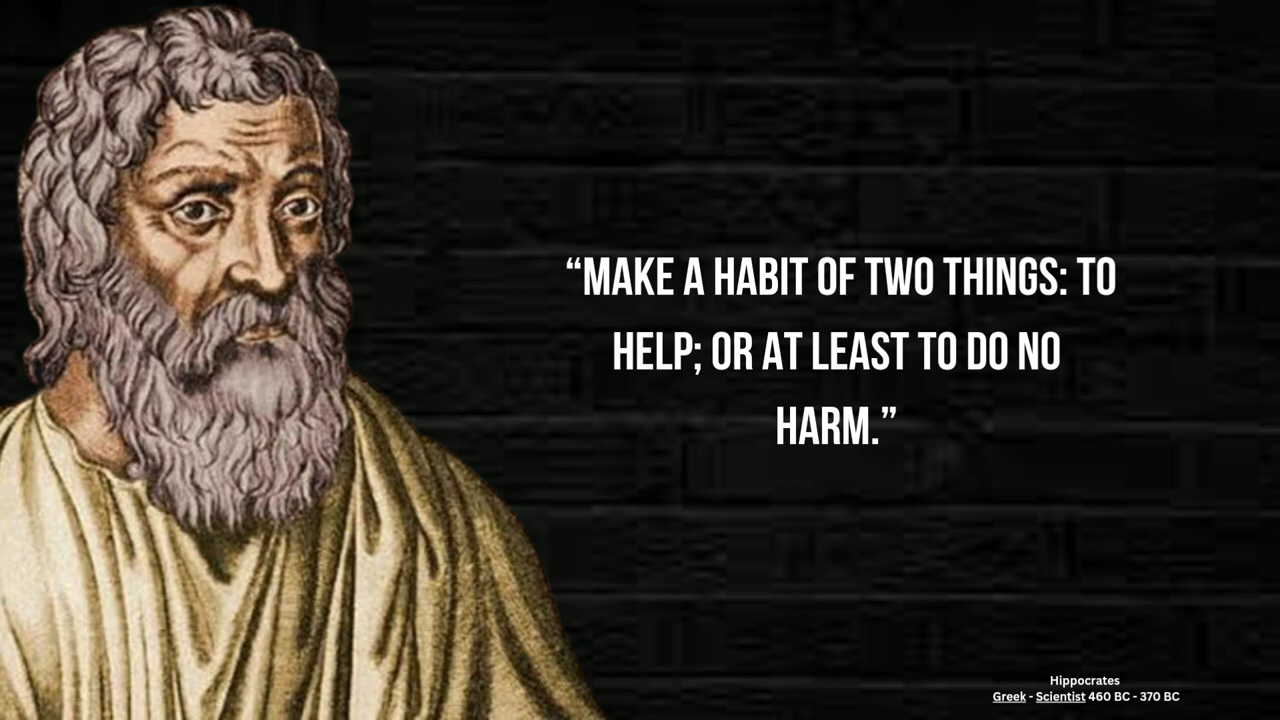 “MAKE A HABIT OF TWO THINGS: TO
HELP; OR AT LEAST TO DO NO
HARM.”
Hippocrates
Greek - Scientist 460 BC - 370 BC